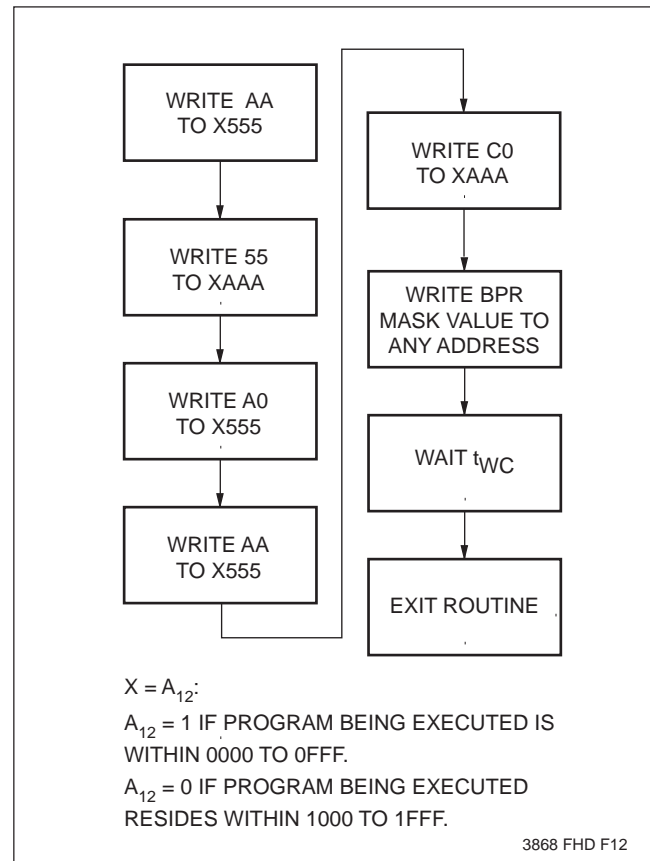 WRITE AA
TO X555
WRITE 55
TO XAAA
WRITE A0
TO X555
WRITE AA
TO X555
WRITE C0
TO XAAA
WRITE BPR
MASK VALUE TO
ANY ADDRESS
WAIT tWC
EXIT ROUTINE
X = A12:
A12 = 1 IF PROGRAM BEING EXECUTED IS
WITHIN 0000 TO 0FFF.
A12 = 0 IF PROGRAM BEING EXECUTED
RESIDES WITHIN 1000 TO 1FFF.
3868 FHD F12